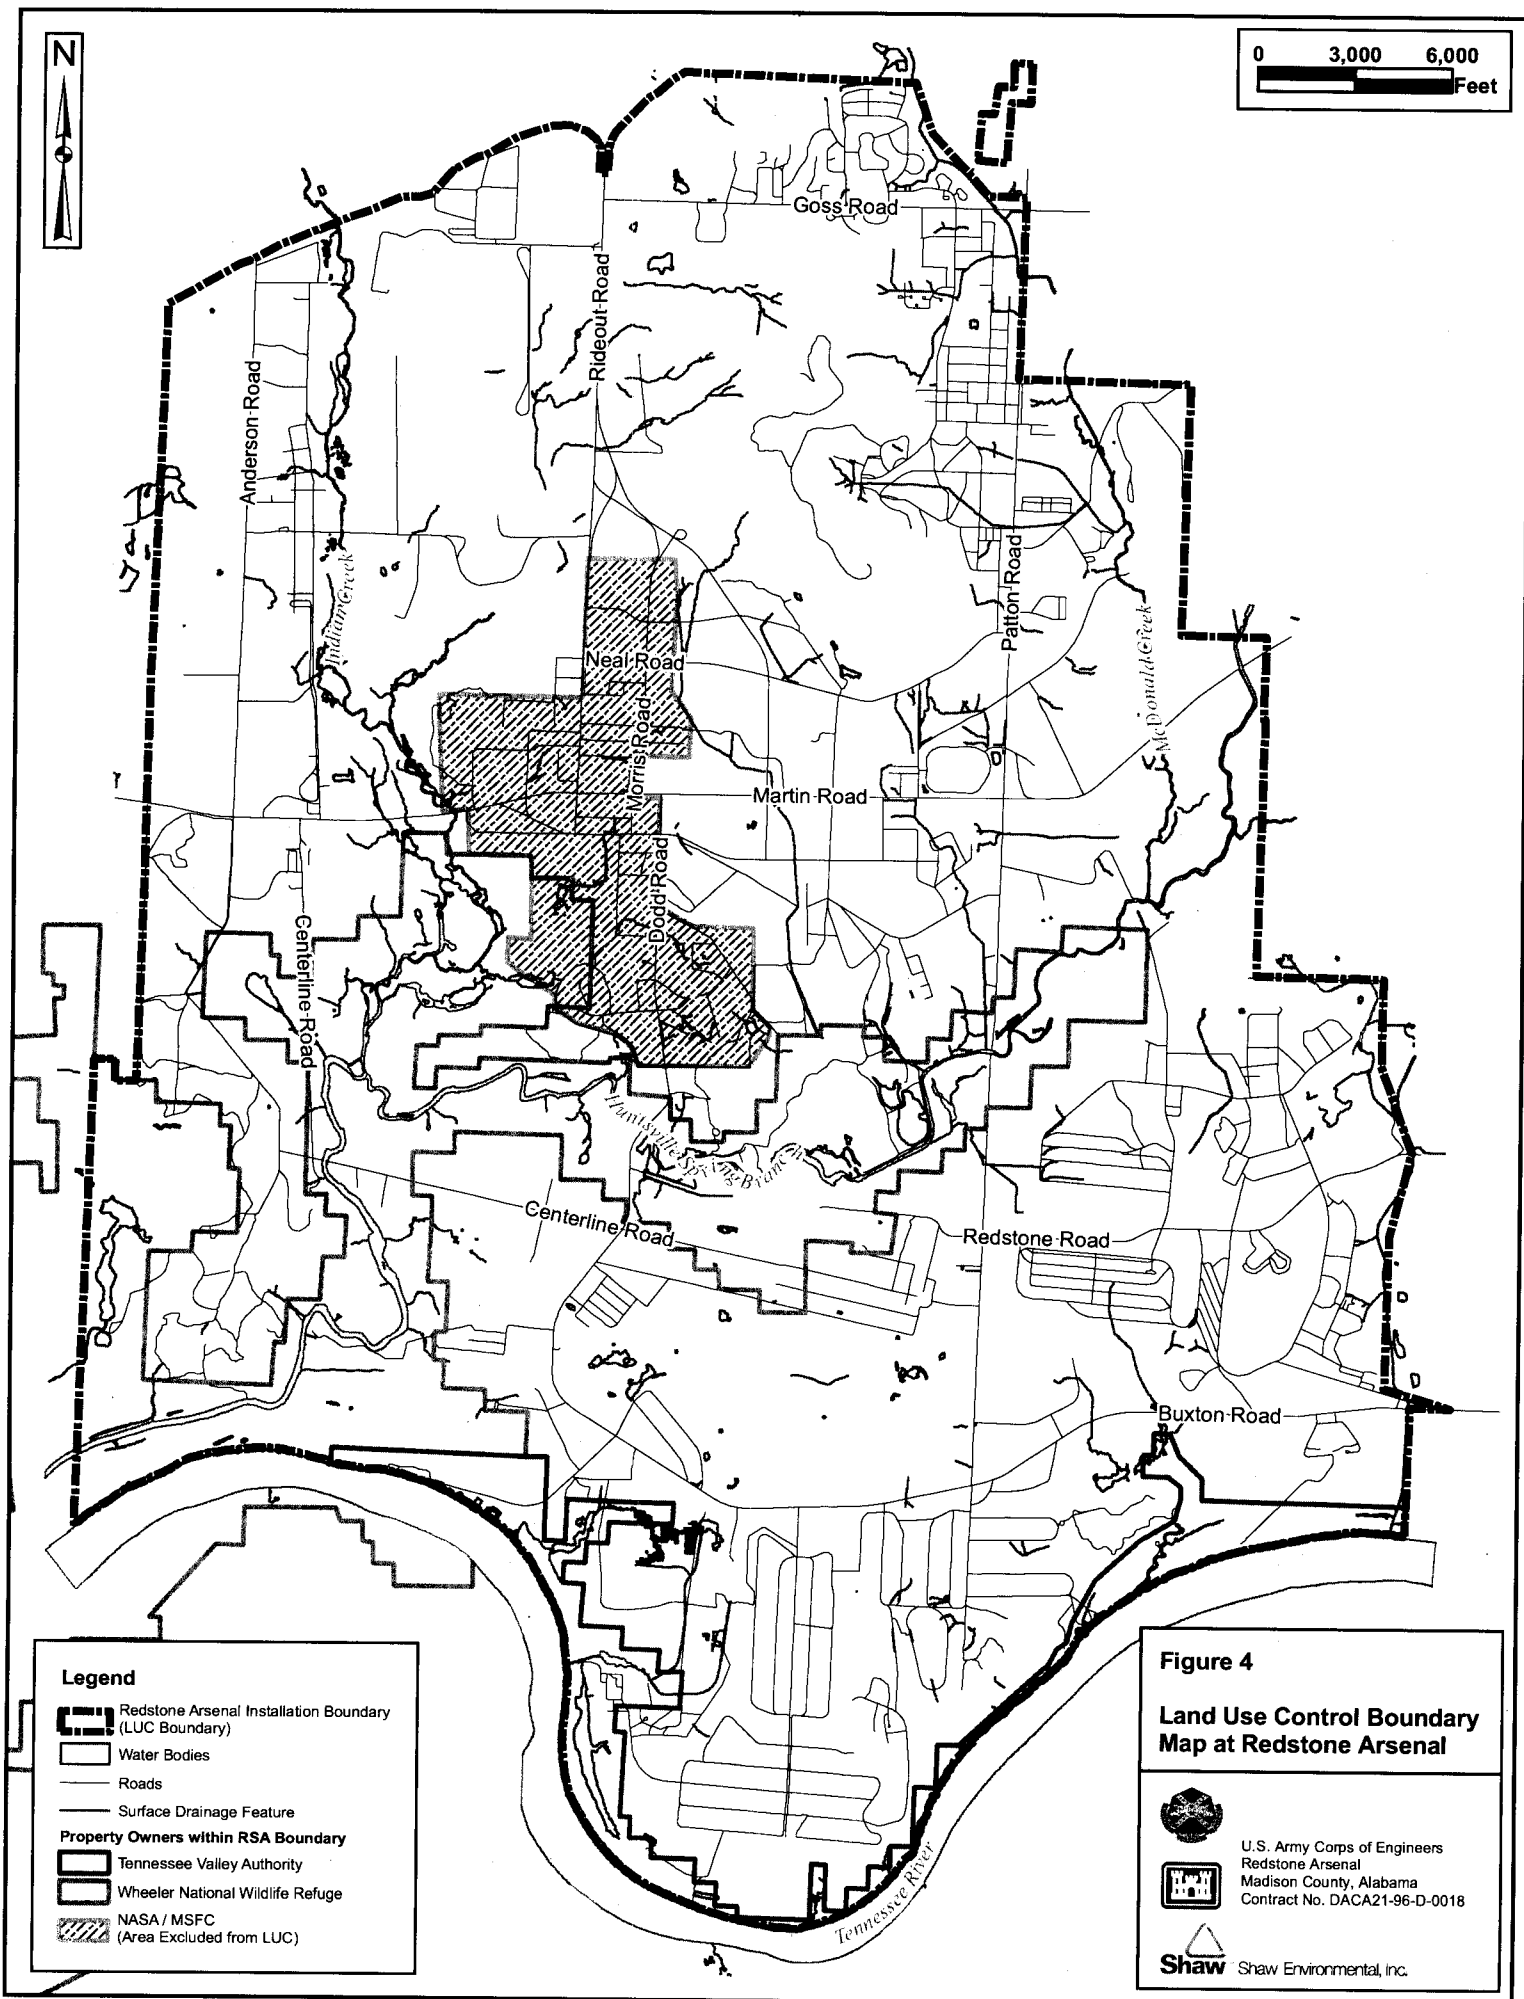 N
0 3,000 6,000
Feet
Goss Road
Rideout Road
Anderson Road
Indian Creek
Patton Road
McDonald Creek
Neal Road
Morris Road
Martin Road
Dodd Road
Centerline Road
Huntsville Spring Branch
Centerline Road
Redstone Road
Buxton Road
Tennessee River
Legend
Redstone Arsenal Installation Boundary
(LUC Boundary)
Water Bodies
Roads
Surface Drainage Feature
Property Owners within RSA Boundary
Tennessee Valley Authority
Wheeler National Wildlife Refuge
NASA / MSFC
(Area Excluded from LUC)
Figure 4
Land Use Control Boundary
Map at Redstone Arsenal
U.S. Army Corps of Engineers
Redstone Arsenal
Madison County, Alabama
Contract No. DACA21-96-D-0018
Shaw Shaw Environmental, Inc.